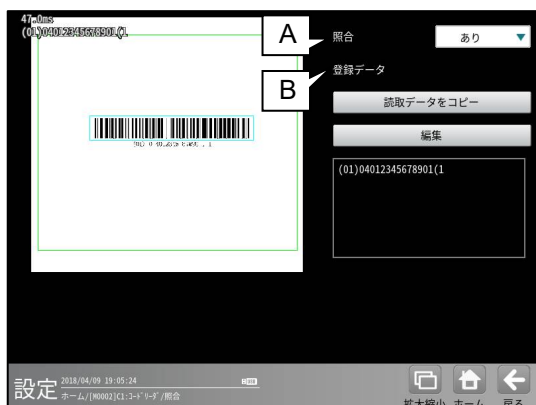 47.0ms
(01)04012345678901(1
A
照合
あり
B
登録データ
読取データをコピー
編集
(01)04012345678901(1
設定
2018/04/09 19:05:24
ホーム/[M0002]C1:ｺｰﾄﾞﾘｰﾀﾞ/照合
拡大縮小
ホーム
戻る